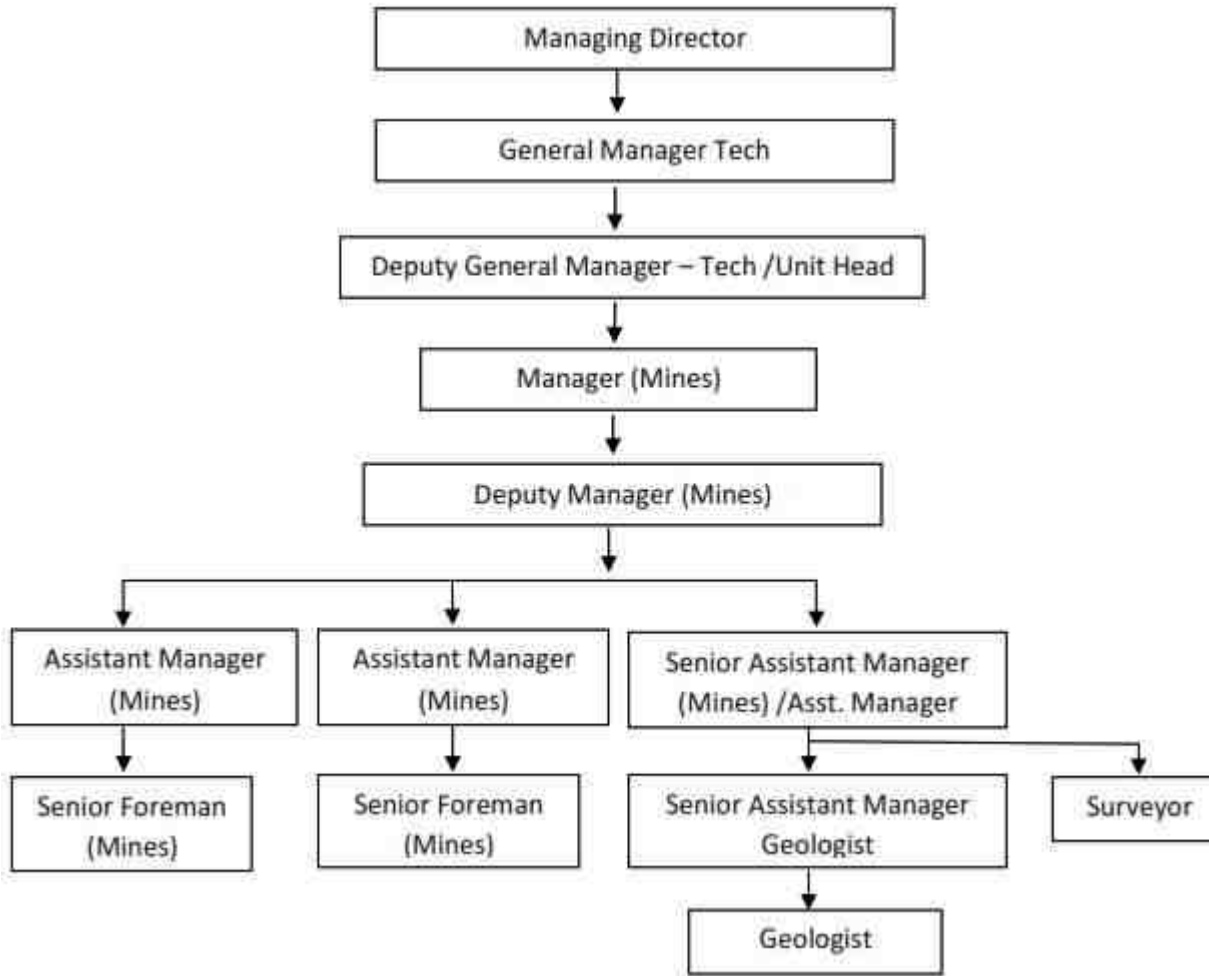 Managing Director
General Manager Tech
Deputy General Manager – Tech /Unit Head
Manager (Mines)
Deputy Manager (Mines)
Assistant Manager
(Mines)
Assistant Manager
(Mines)
Senior Assistant Manager
(Mines) /Asst. Manager
Senior Foreman
(Mines)
Senior Foreman
(Mines)
Senior Assistant Manager
Geologist
Surveyor
Geologist